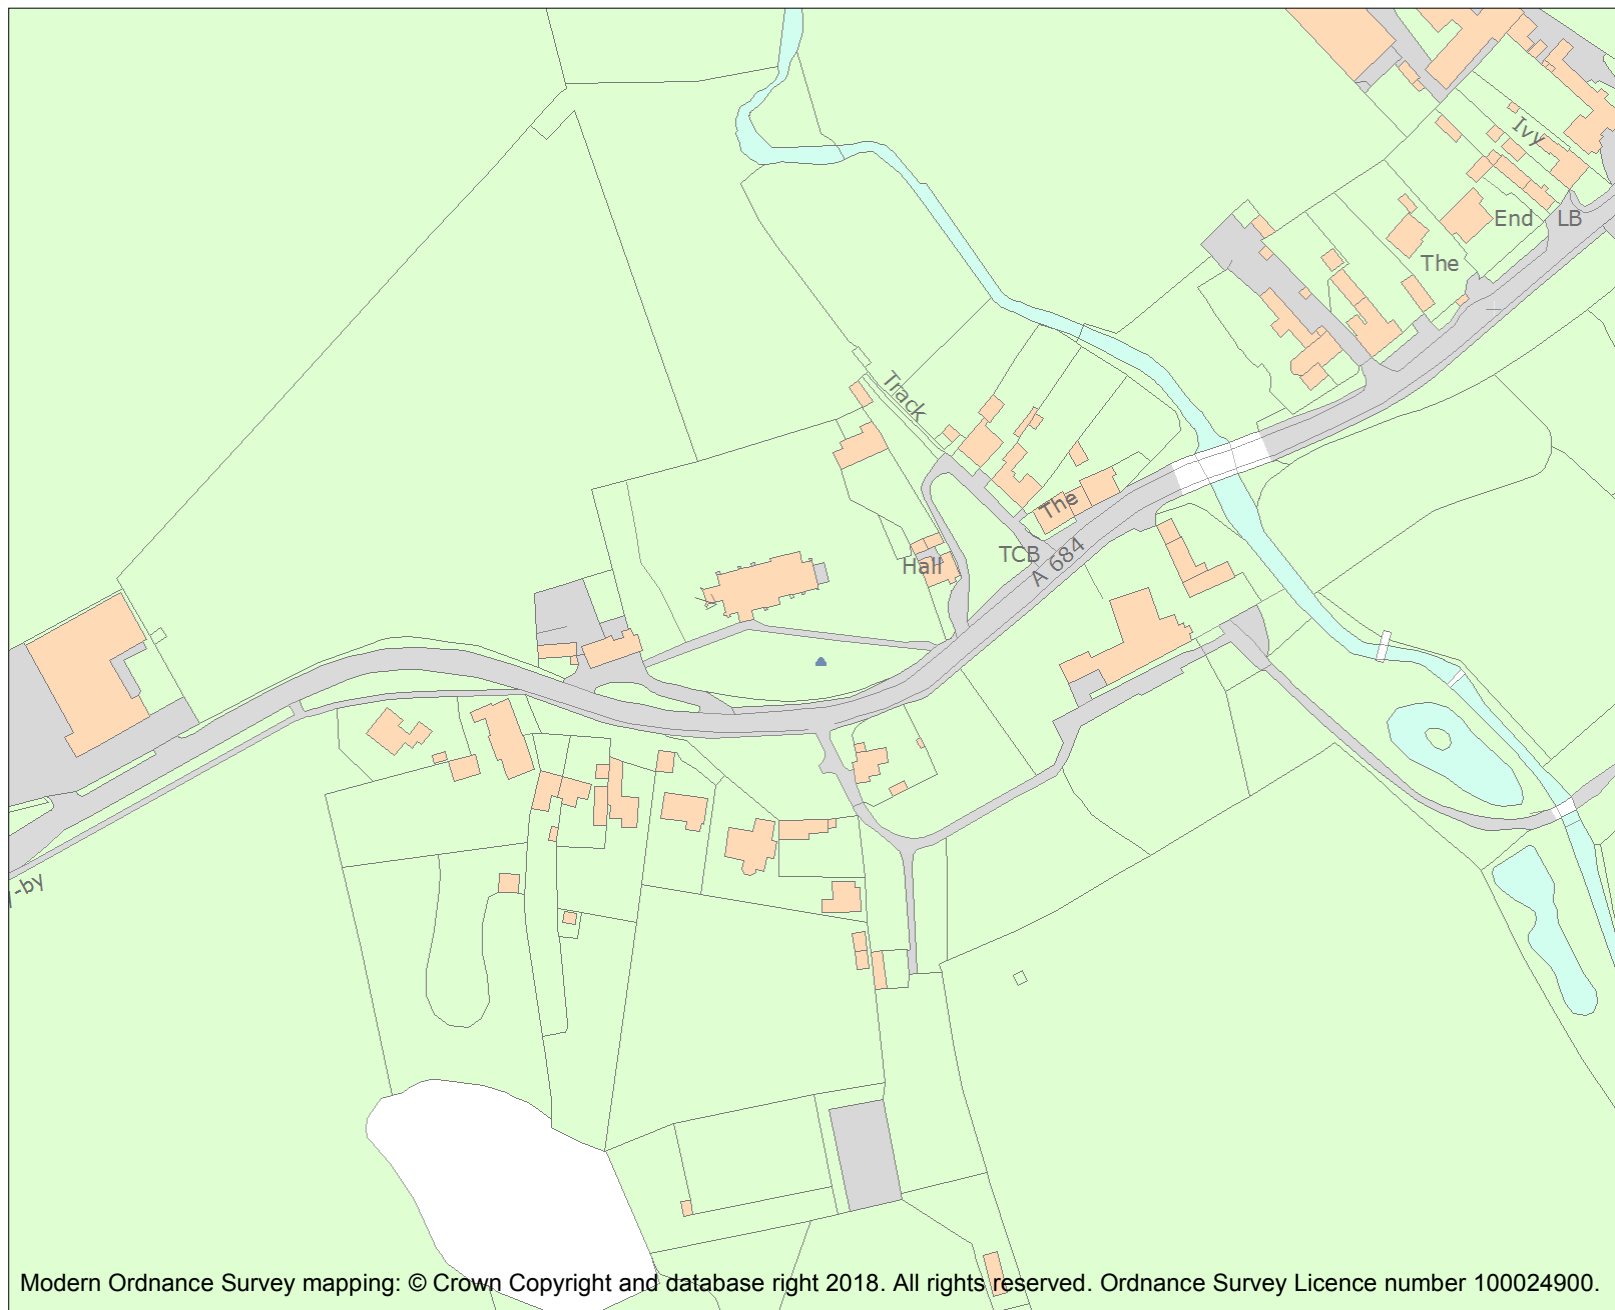 Ivy
End LB
The
Track
The
TCB
A 684
Hall
-by
Modern Ordnance Survey mapping: © Crown Copyright and database right 2018. All rights reserved. Ordnance Survey Licence number 100024900.